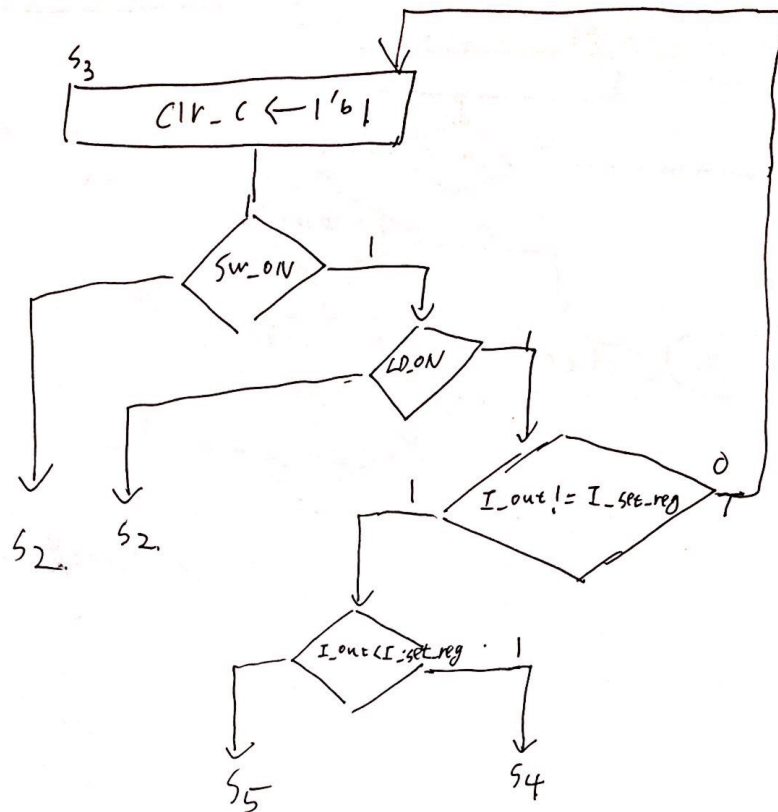 S3
Clr_C ← 1'b1
SW_ON
1
LD_ON
1
0
I_out != I_set_reg
1
I_out < I_set_reg
1
S2.
S2.
S5
S4